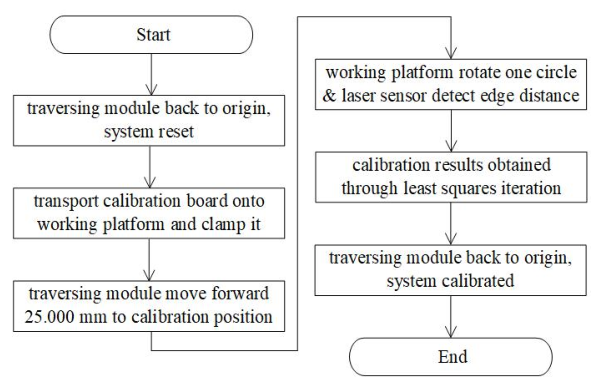 Start
traversing module back to origin,
system reset
transport calibration board onto
working platform and clamp it
traversing module move forward
25.000 mm to calibration position
working platform rotate one circle
& laser sensor detect edge distance
calibration results obtained
through least squares iteration
traversing module back to origin,
system calibrated
End